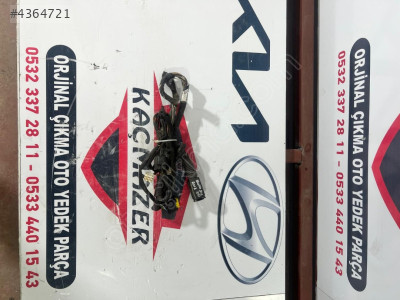 #4364721
KIA
ORJİNAL ÇIKMA OTO YEDEK PARÇA
0532 337 28 11 - 0533 440 15 43
KAÇMAZER
ORJİNAL ÇIKMA OTO YEDEK PARÇA
0532 337 28 11 - 0533 440 15 43